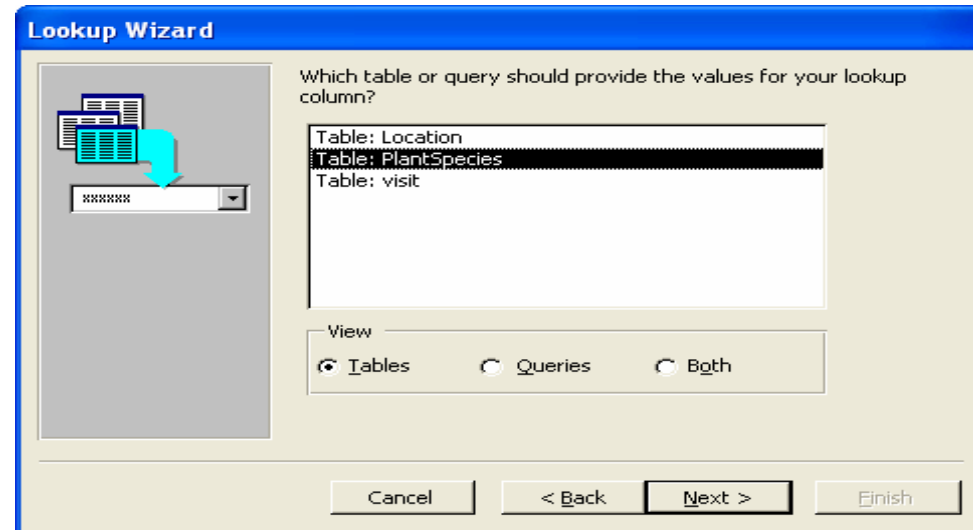 Lookup Wizard
Which table or query should provide the values for your lookup
column?
Table: Location
Table: PlantSpecies
Table: visit
xxxxxx
View
Tables
Queries
Both
Cancel
< Back
Next >
Finish